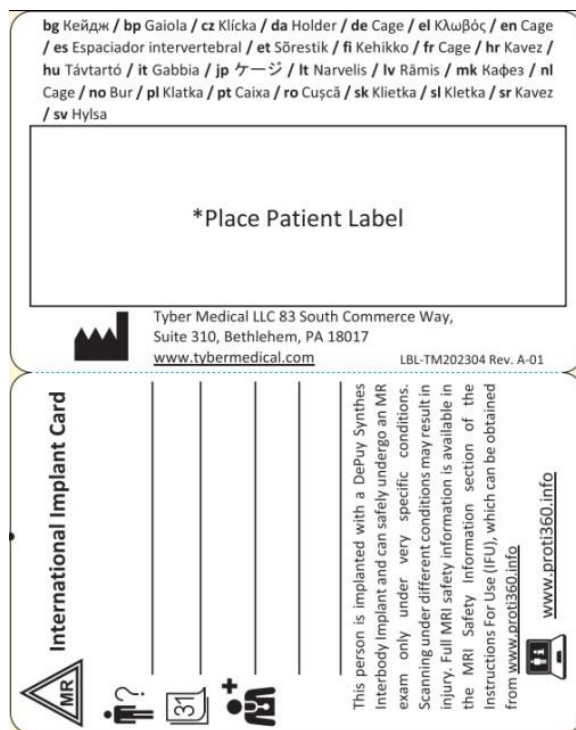 bg Кейдж / bp Gaiola / cz Klícka / da Holder / de Cage / el Κλωβός / en Cage
/ es Espaciador intervertebral / et Sõrestik / fi Kehikko / fr Cage / hr Kavez /
hu Távtartó / it Gabbia / jp ケージ / lt Narvelis / lv Rāmis / mk Кафез / nl
Cage / no Bur / pl Klatka / pt Caixa / ro Cușcă / sk Klietka / sl Kletka / sr Kavez
/ sv Hylsa
*Place Patient Label
Tyber Medical LLC 83 South Commerce Way,
Suite 310, Bethlehem, PA 18017
www.tybermedical.com
LBL-TM202304 Rev. A-01
MR
International Implant Card
?
31
This person is implanted with a DePuy Synthes
Interbody Implant and can safely undergo an MR
exam only under very specific conditions.
Scanning under different conditions may result in
injury. Full MRI safety information is available in
the MRI Safety Information section of the
Instructions For Use (IFU), which can be obtained
from www.proti360.info
www.proti360.info